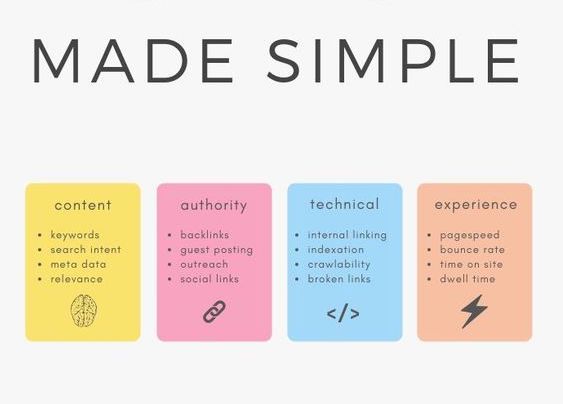 MADE SIMPLE
content
keywords
search intent
meta data
relevance
authority
backlinks
guest posting
outreach
social links
technical
internal linking
indexation
crawlability
broken links
</>
experience
pagespeed
bounce rate
time on site
dwell time